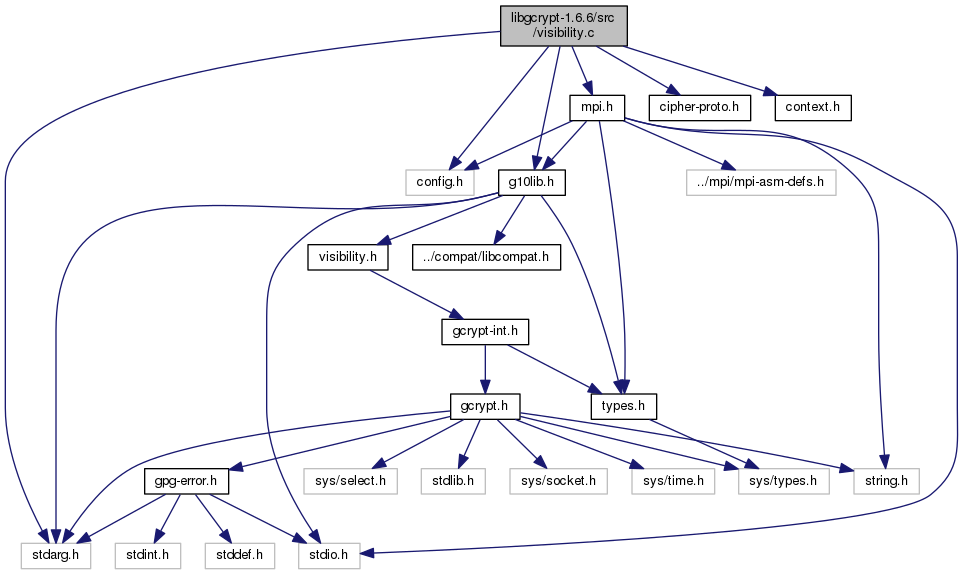 libgcrypt-1.6.6/src
/visibility.c
mpi.h
cipher-proto.h
context.h
config.h
g10lib.h
../mpi/mpi-asm-defs.h
visibility.h
../compat/libcompat.h
gcrypt-int.h
gcrypt.h
types.h
gpg-error.h
sys/select.h
stdlib.h
sys/socket.h
sys/time.h
sys/types.h
string.h
stdarg.h
stdint.h
stddef.h
stdio.h